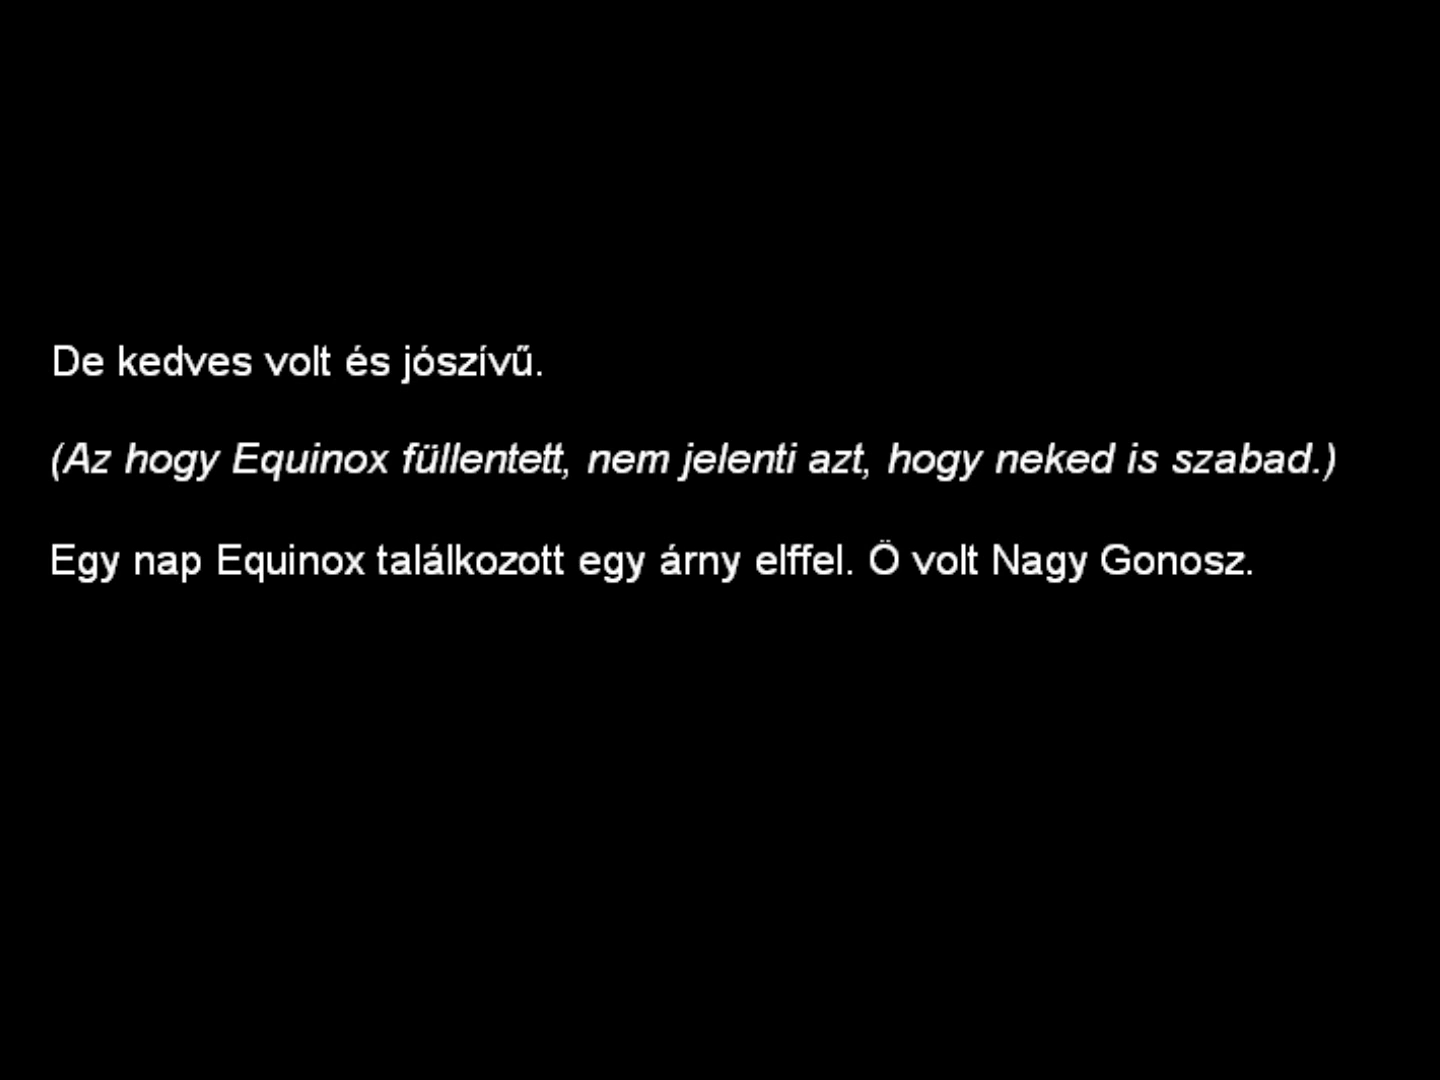 De kedves volt és jószívű.
(Az hogy Equinox füllentett, nem jelenti azt, hogy neked is szabad.)
Egy nap Equinox találkozott egy árny elffel. Ö volt Nagy Gonosz.